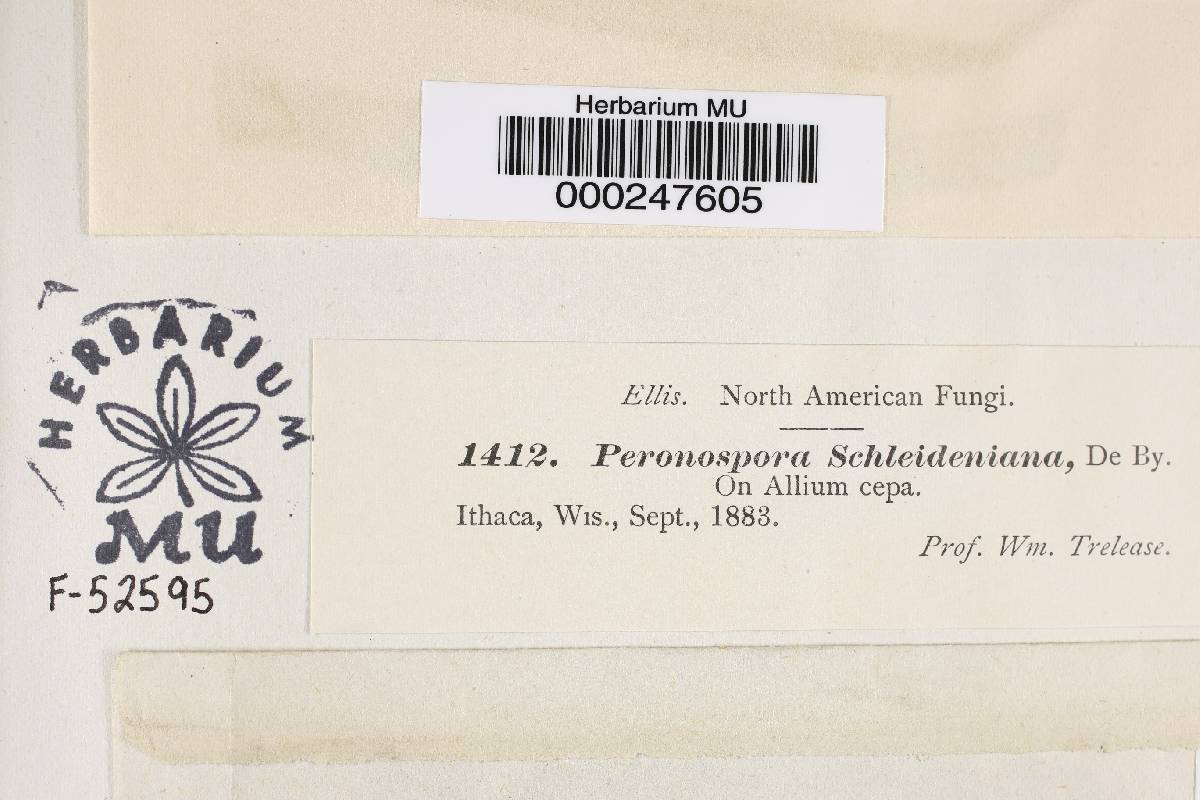 Herbarium MU
000247605
HERBARIUM
MU
F-52595
Ellis. North American Fungi.
1412. Peronospora Schleideniana, De By.
On Allium cepa.
Ithaca, Wis., Sept., 1883.
Prof. Wm. Trelease.